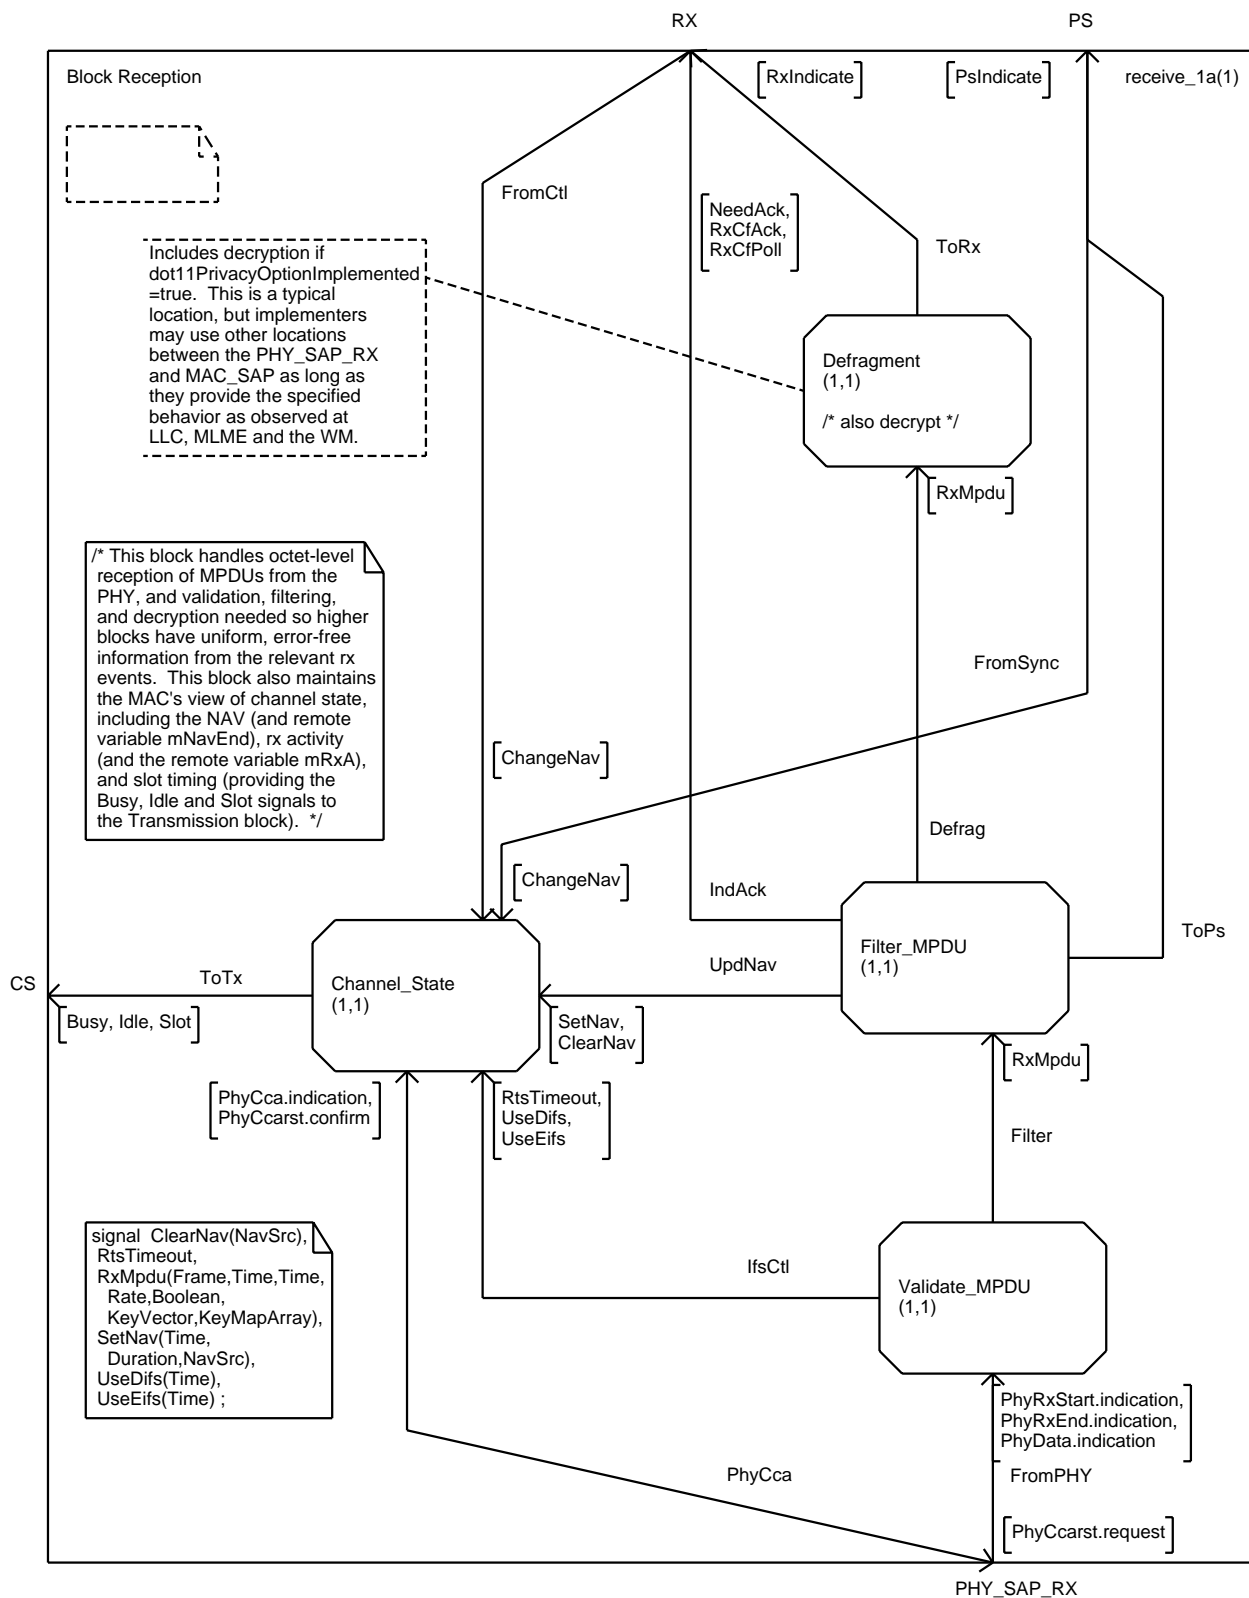 RX
PS
Block Reception
[RxIndicate]
[PsIndicate]
receive_1a(1)
FromCtl
NeedAck,
RxCfAck,
RxCfPoll
ToRx
Includes decryption if
dot11PrivacyOptionImplemented
=true.  This is a typical
location, but implementers
may use other locations
between the PHY_SAP_RX
and MAC_SAP as long as
they provide the specified
behavior as observed at
LLC, MLME and the WM.
Defragment
(1,1)
/* also decrypt */
[RxMpdu]
/* This block handles octet-level
reception of MPDUs from the
PHY, and validation, filtering,
and decryption needed so higher
blocks have uniform, error-free
information from the relevant rx
events.  This block also maintains
the MAC's view of channel state,
including the NAV (and remote
variable mNavEnd), rx activity
(and the remote variable mRxA),
and slot timing (providing the
Busy, Idle and Slot signals to
the Transmission block).  */
FromSync
[ChangeNav]
Defrag
[ChangeNav]
IndAck
ToPs
Filter_MPDU
(1,1)
UpdNav
CS
ToTx
Channel_State
(1,1)
[Busy, Idle, Slot]
SetNav,
ClearNav
[RxMpdu]
PhyCca.indication,
PhyCcarst.confirm
RtsTimeout,
UseDifs,
UseEifs
Filter
signal  ClearNav(NavSrc),
RtsTimeout,
RxMpdu(Frame,Time,Time,
Rate,Boolean,
KeyVector,KeyMapArray),
SetNav(Time,
Duration,NavSrc),
UseDifs(Time),
UseEifs(Time) ;
IfsCtl
Validate_MPDU
(1,1)
PhyRxStart.indication,
PhyRxEnd.indication,
PhyData.indication
PhyCca
FromPHY
[PhyCcarst.request]
PHY_SAP_RX